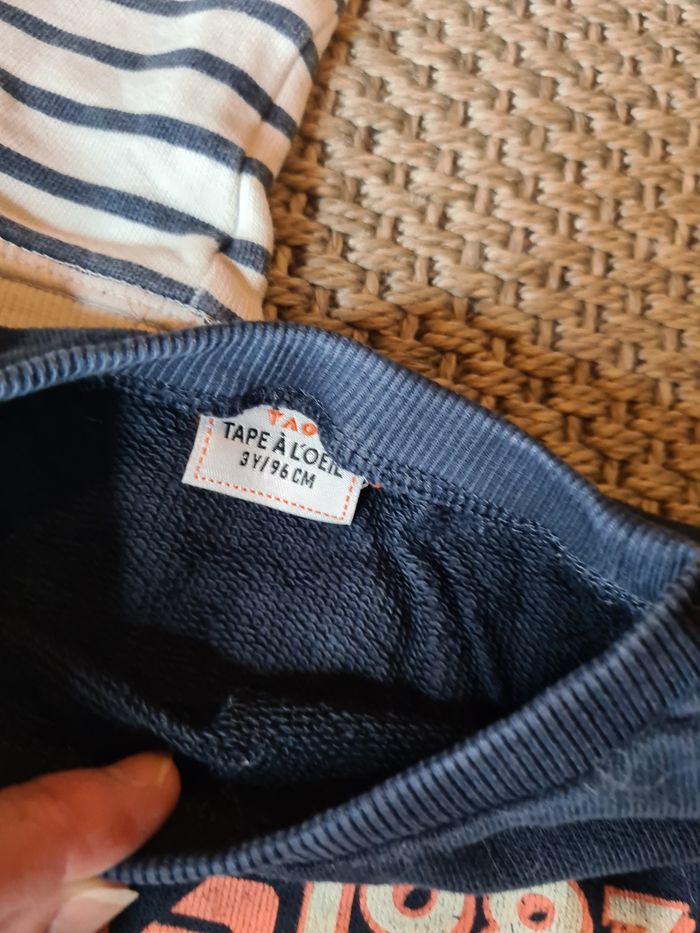 TAO
TAPE À L'OEIL
3Y/96 CM